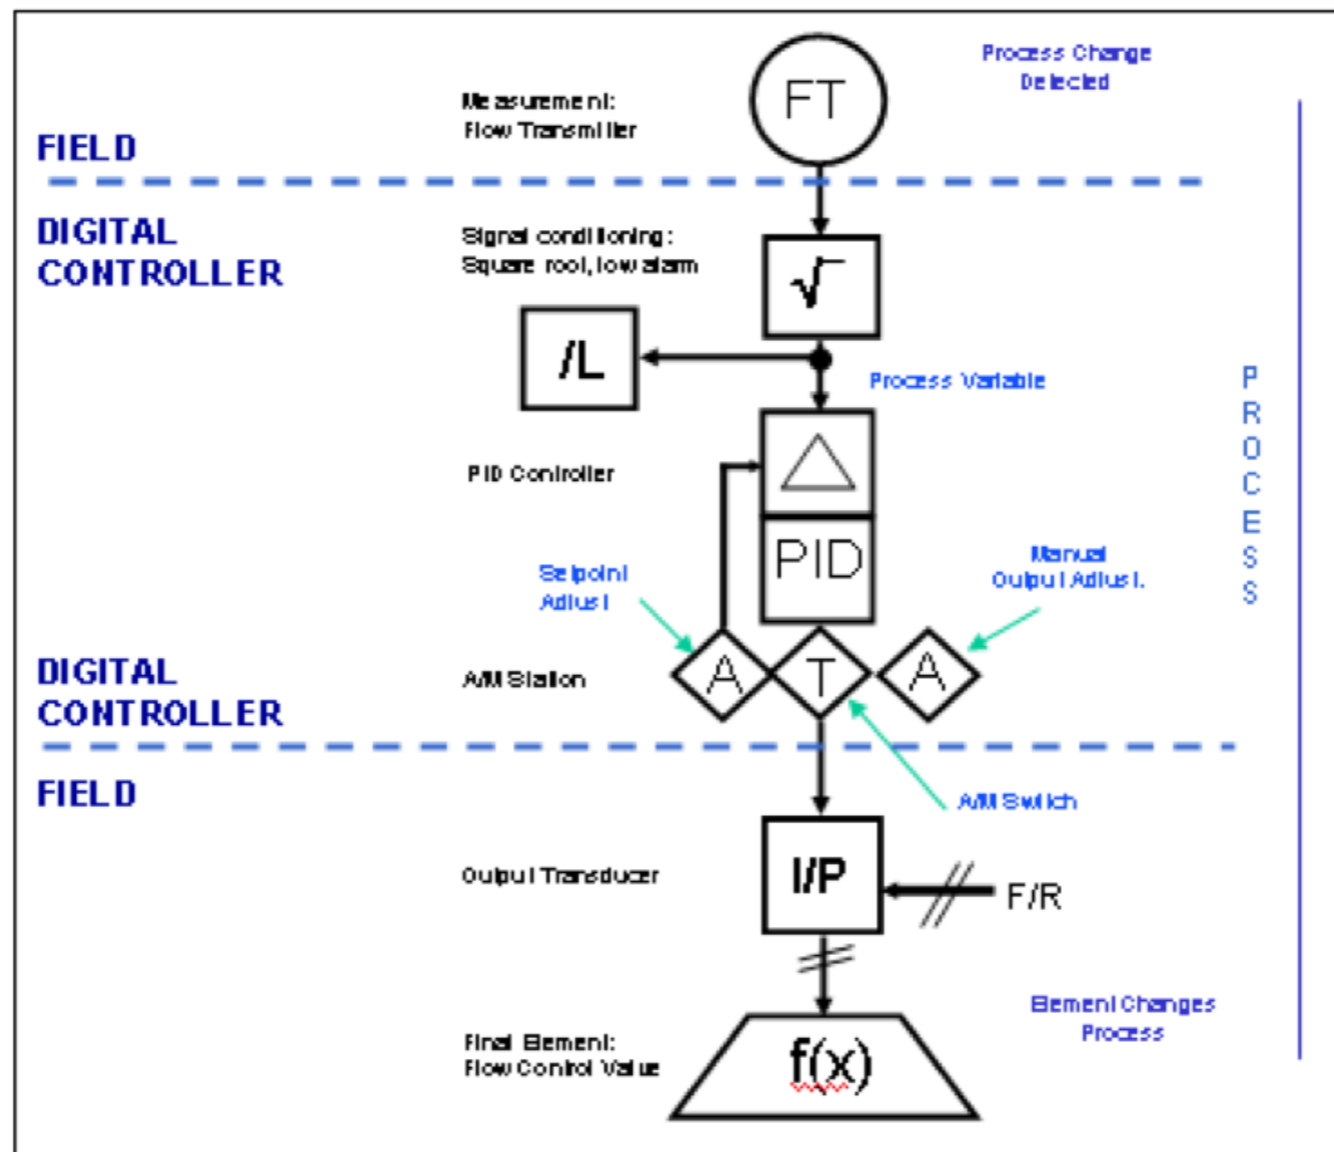 Process Change
Detected
FT
Measurement:
Flow Transmitter
FIELD
DIGITAL
CONTROLLER
Signal conditioning:
Square root, low alarm
√
/L
Process Variable
PROCESS
PID Controller
PID
Setpoint
Adjust
Manual
Output Adjust.
A/M Station
A
T
A
DIGITAL
CONTROLLER
FIELD
A/M Switch
Output Transducer
I/P
F/R
Element Changes
Process
Final Element:
Flow Control Value
f(x)